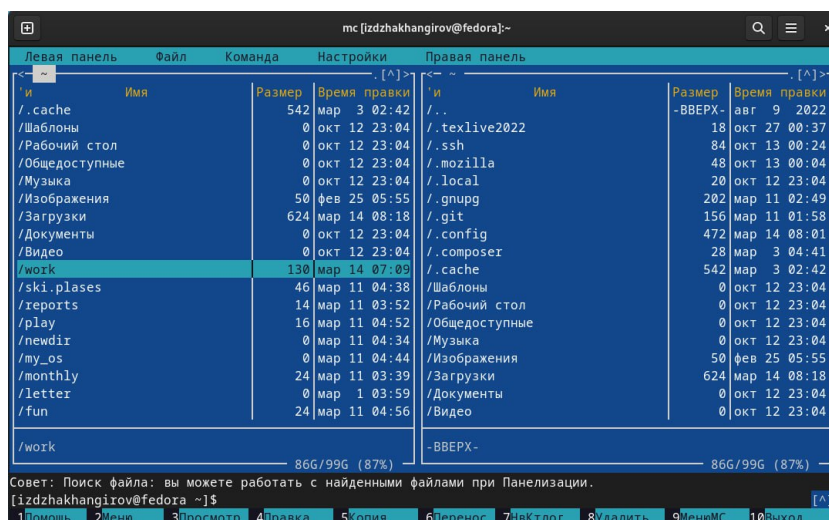 mc [izdzhakhangirov@fedora]:~
Левая панель Файл Команда Настройки Правая панель
<- ~ .[^]> <- ~ .[^]>
'и Имя Размер Время правки 'и Имя Размер Время правки
/.cache 542 мар 3 02:42 /.. -ВВЕРХ- авг 9 2022
/Шаблоны 0 окт 12 23:04 /.texlive2022 18 окт 27 00:37
/Рабочий стол 0 окт 12 23:04 /.ssh 84 окт 13 00:24
/Общедоступные 0 окт 12 23:04 /.mozilla 48 окт 13 00:04
/Музыка 0 окт 12 23:04 /.local 20 окт 12 23:04
/Изображения 50 фев 25 05:55 /.gnupg 202 мар 11 02:49
/Загрузки 624 мар 14 08:18 /.git 156 мар 11 01:58
/Документы 0 окт 12 23:04 /.config 472 мар 14 08:01
/Видео 0 окт 12 23:04 /.composer 28 мар 3 04:41
/work 130 мар 14 07:09 /.cache 542 мар 3 02:42
/ski.plases 46 мар 11 04:38 /Шаблоны 0 окт 12 23:04
/reports 14 мар 11 03:52 /Рабочий стол 0 окт 12 23:04
/play 16 мар 11 04:52 /Общедоступные 0 окт 12 23:04
/newdir 0 мар 11 04:34 /Музыка 0 окт 12 23:04
/my_os 0 мар 11 04:44 /Изображения 50 фев 25 05:55
/monthly 24 мар 11 03:39 /Загрузки 624 мар 14 08:18
/letter 0 мар 1 03:59 /Документы 0 окт 12 23:04
/fun 24 мар 11 04:56 /Видео 0 окт 12 23:04
/work -ВВЕРХ-
86G/99G (87%) 86G/99G (87%)
Совет: Поиск файла: вы можете работать с найденными файлами при Панелизации.
[izdzhakhangirov@fedora ~]$ [^
1Помощь 2Меню 3Просмотр 4Правка 5Копия 6Перенос 7НвКтлог 8Удалить 9МенюMC 10Выход